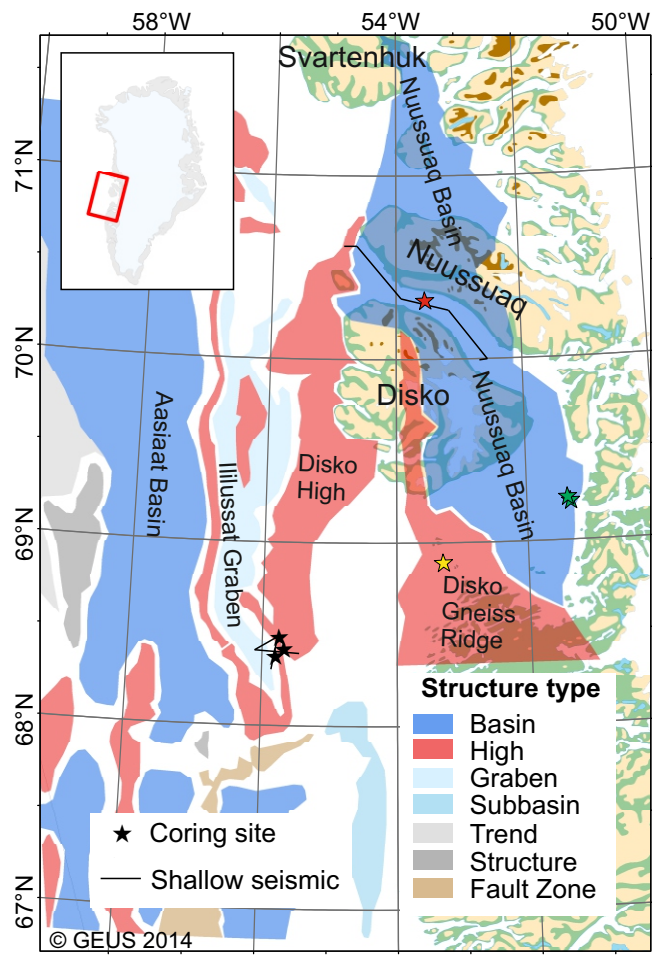 58°W
54°W
50°W
Svartenhuk
71°N
Nuussuaq Basin
Nuussuaq
70°N
Disko
Aasiaat Basin
Ililussat Graben
Disko
High
Nuussuaq Basin
69°N
Disko
Gneiss
Ridge
68°N
Structure type
Basin
High
Graben
Subbasin
Trend
Structure
Fault Zone
Coring site
Shallow seismic
67°N
© GEUS 2014